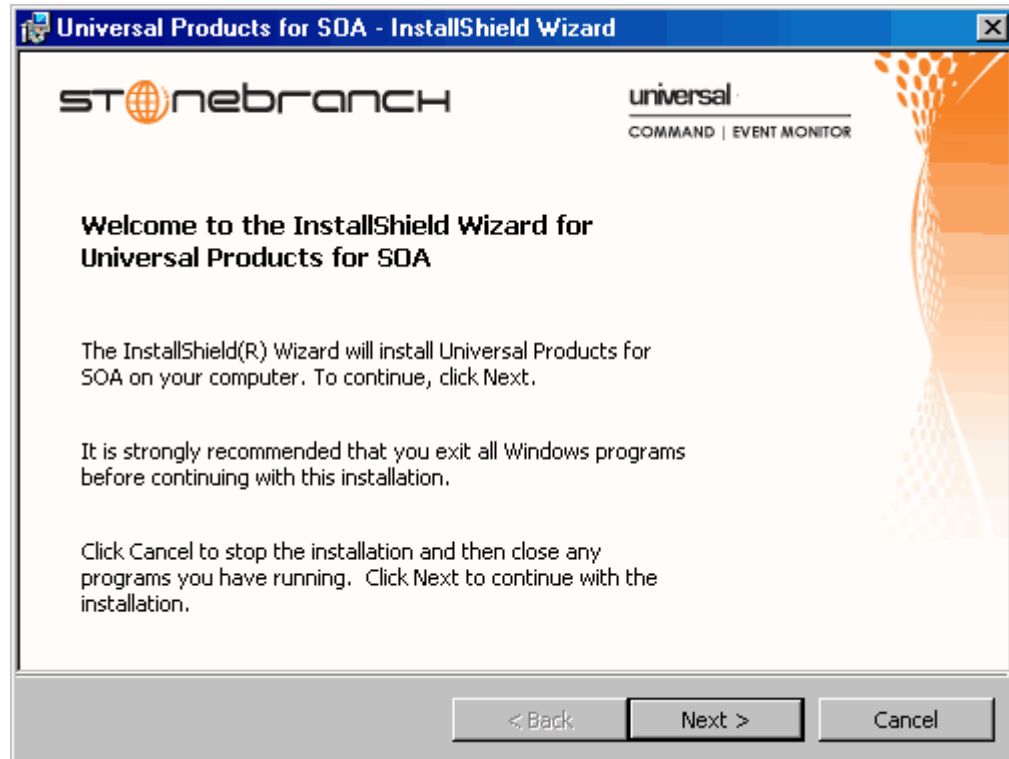 Universal Products for SOA - InstallShield Wizard
STONEBRANCH
universal
COMMAND | EVENT MONITOR
Welcome to the InstallShield Wizard for
Universal Products for SOA
The InstallShield(R) Wizard will install Universal Products for
SOA on your computer. To continue, click Next.
It is strongly recommended that you exit all Windows programs
before continuing with this installation.
Click Cancel to stop the installation and then close any
programs you have running.  Click Next to continue with the
installation.
< Back
Next >
Cancel